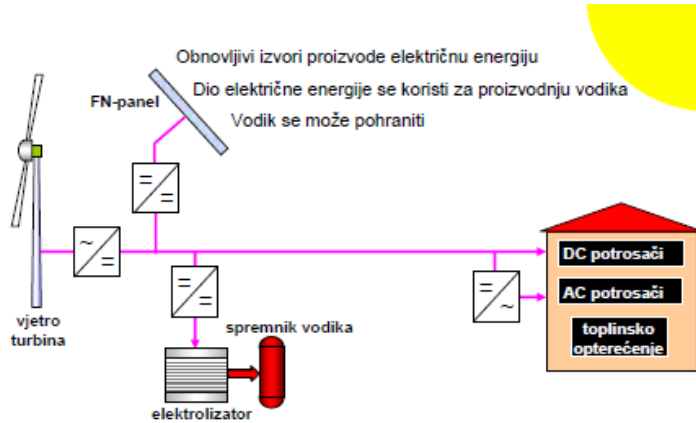 Obnovljivi izvori proizvode električnu energiju
Dio električne energije se koristi za proizvodnju vodika
FN-panel
Vodik se može pohraniti
=
=
~
=
=
=
=
~
DC potrosači
AC potrosači
toplinsko
opterećenje
vjetro
turbina
spremnik vodika
elektrolizator